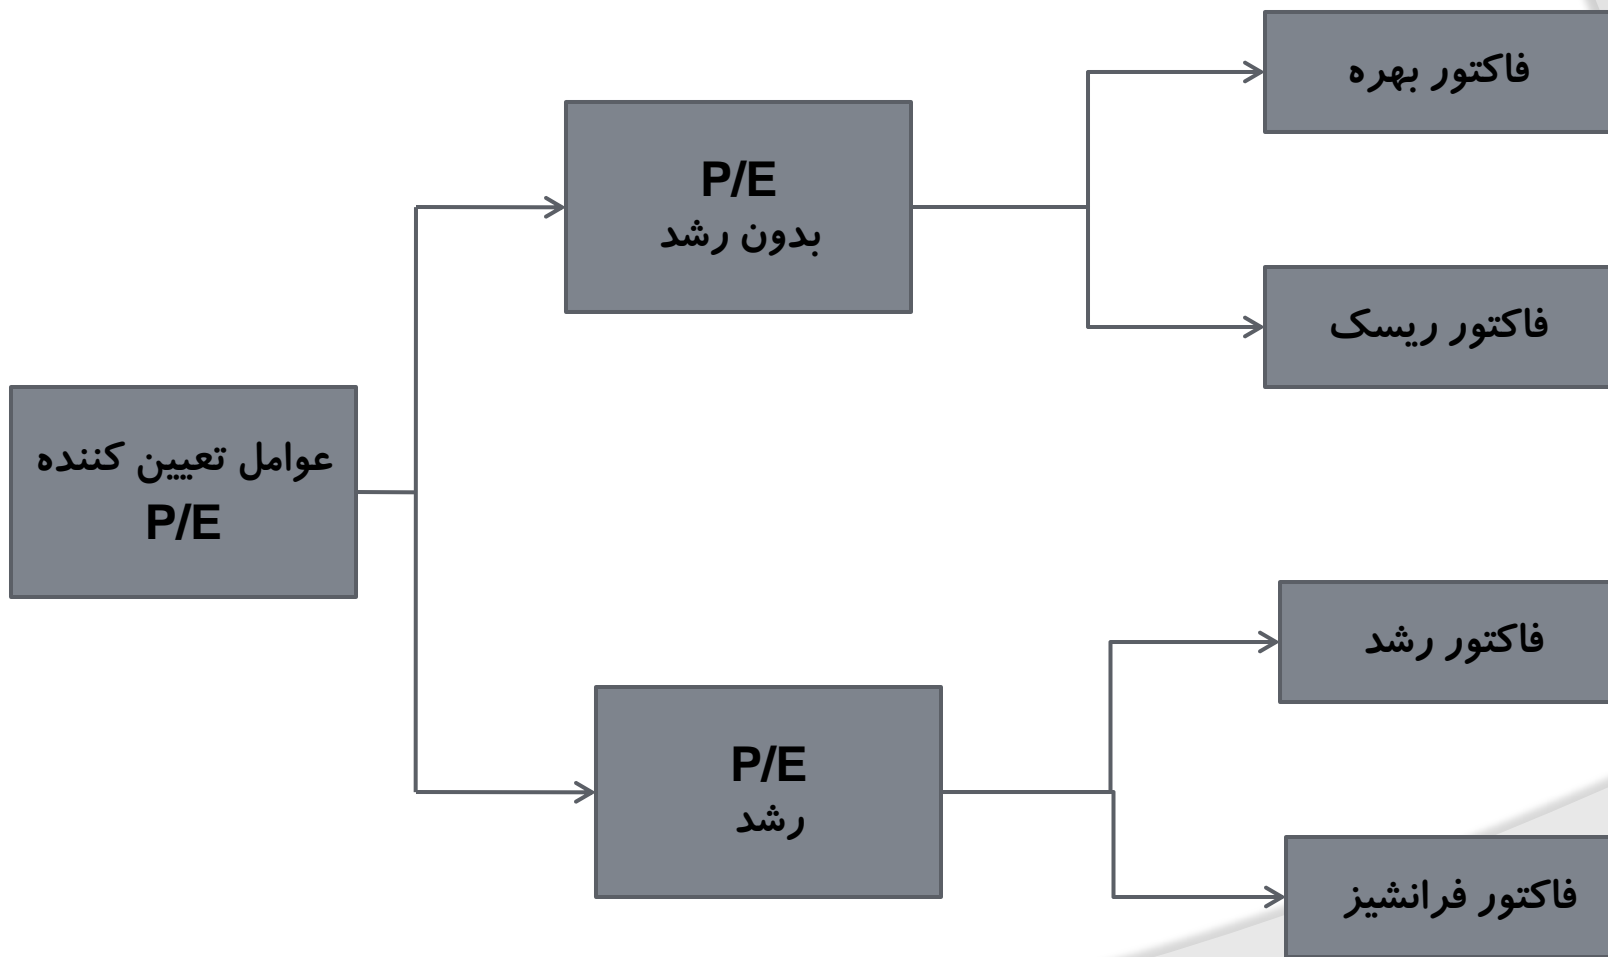 عوامل تعیین کننده
P/E
P/E
بدون رشد
فاکتور بهره
فاکتور ریسک
P/E
رشد
فاکتور رشد
فاکتور فرانشیز